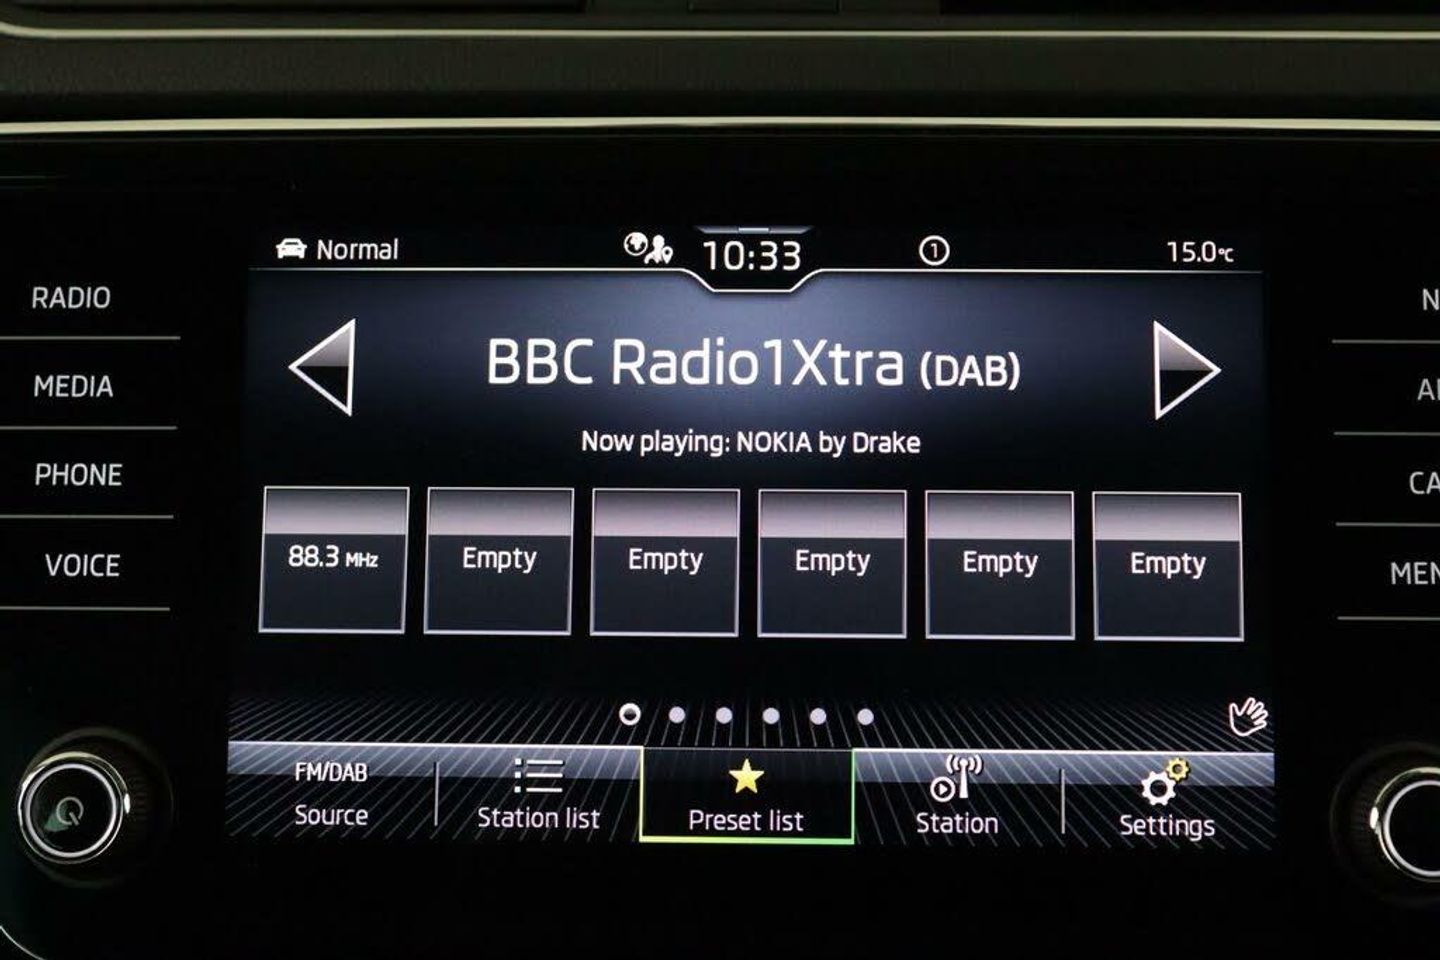 Normal
10:33
1
15.0°C
RADIO
MEDIA
PHONE
VOICE
BBC Radio1Xtra (DAB)
Now playing: NOKIA by Drake
88.3 MHz
Empty
Empty
Empty
Empty
Empty
FM/DAB
Source
Station list
Preset list
Station
Settings